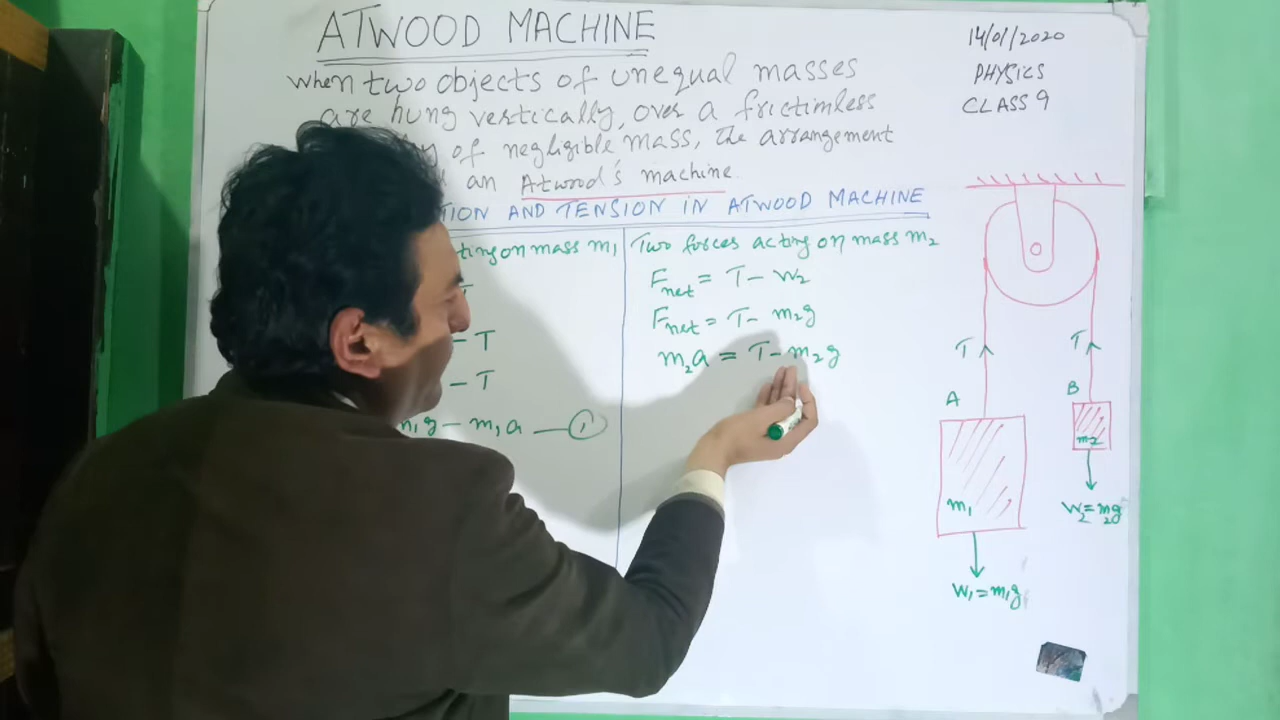 ATWOOD MACHINE
14/01/2020
PHYSICS
CLASS 9
when two objects of unequal masses
are hung vertically, over a frictimless
of negligible mass, The arrangement
an Atwood's machine.
TION AND TENSION IN ATWOOD MACHINE
ting on mass m₁
- T
- T
m₁g - m₁a — 1
Two forces acting on mass m₂
Fnet = T - W₂
Fnet = T - m₂g
m₂a = T - m₂g
T
T
A
B
m₁
m₂
W₁ = m₁g
W₂ = m₂g